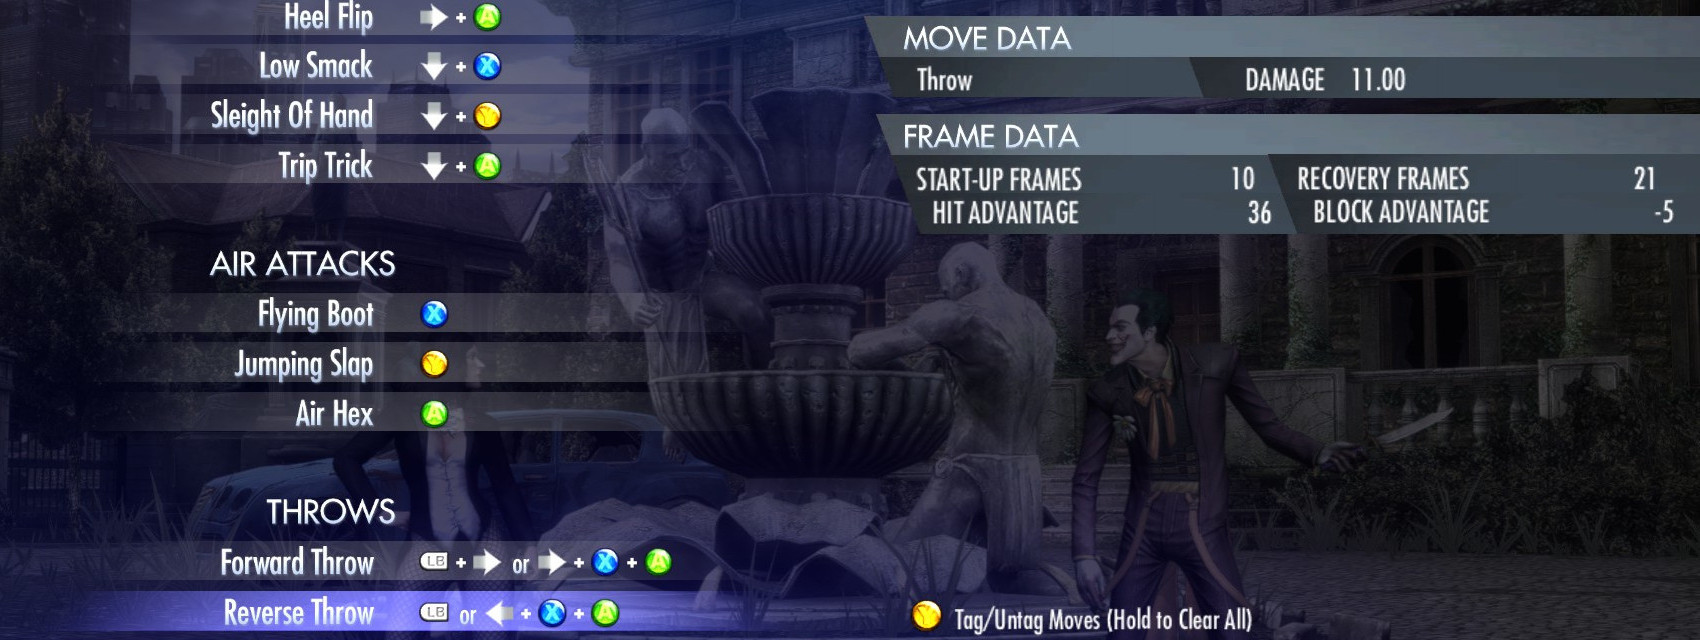 Heel Flip + A
Low Smack + X
Sleight Of Hand + Y
Trip Trick + A
AIR ATTACKS
Flying Boot X
Jumping Slap Y
Air Hex A
THROWS
Forward Throw LB + or + X + A
Reverse Throw LB or + X + A
MOVE DATA
Throw DAMAGE 11.00
FRAME DATA
START-UP FRAMES 10 RECOVERY FRAMES 21
HIT ADVANTAGE 36 BLOCK ADVANTAGE -5
Y Tag/Untag Moves (Hold to Clear All)